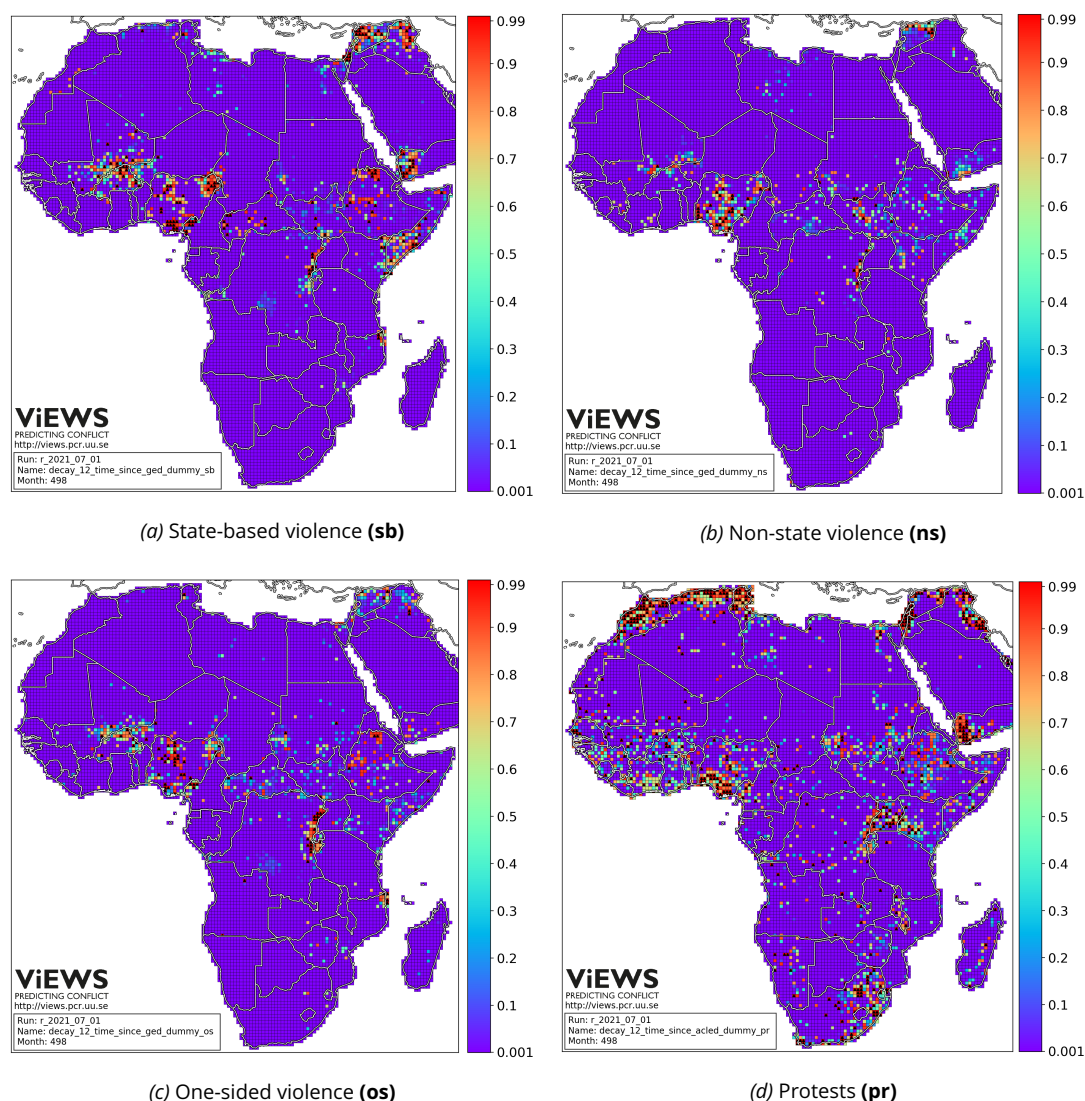 0.99
0.9
0.8
0.7
0.6
0.5
0.4
0.3
0.2
0.1
0.001
ViEWS
PREDICTING CONFLICT
http://views.pcr.uu.se
Run: r_2021_07_01
Name: decay_12_time_since_ged_dummy_sb
Month: 498
(a) State-based violence (sb)
0.99
0.9
0.8
0.7
0.6
0.5
0.4
0.3
0.2
0.1
0.001
ViEWS
PREDICTING CONFLICT
http://views.pcr.uu.se
Run: r_2021_07_01
Name: decay_12_time_since_ged_dummy_ns
Month: 498
(b) Non-state violence (ns)
0.99
0.9
0.8
0.7
0.6
0.5
0.4
0.3
0.2
0.1
0.001
ViEWS
PREDICTING CONFLICT
http://views.pcr.uu.se
Run: r_2021_07_01
Name: decay_12_time_since_ged_dummy_os
Month: 498
(c) One-sided violence (os)
0.99
0.9
0.8
0.7
0.6
0.5
0.4
0.3
0.2
0.1
0.001
ViEWS
PREDICTING CONFLICT
http://views.pcr.uu.se
Run: r_2021_07_01
Name: decay_12_time_since_acled_dummy_pr
Month: 498
(d) Protests (pr)